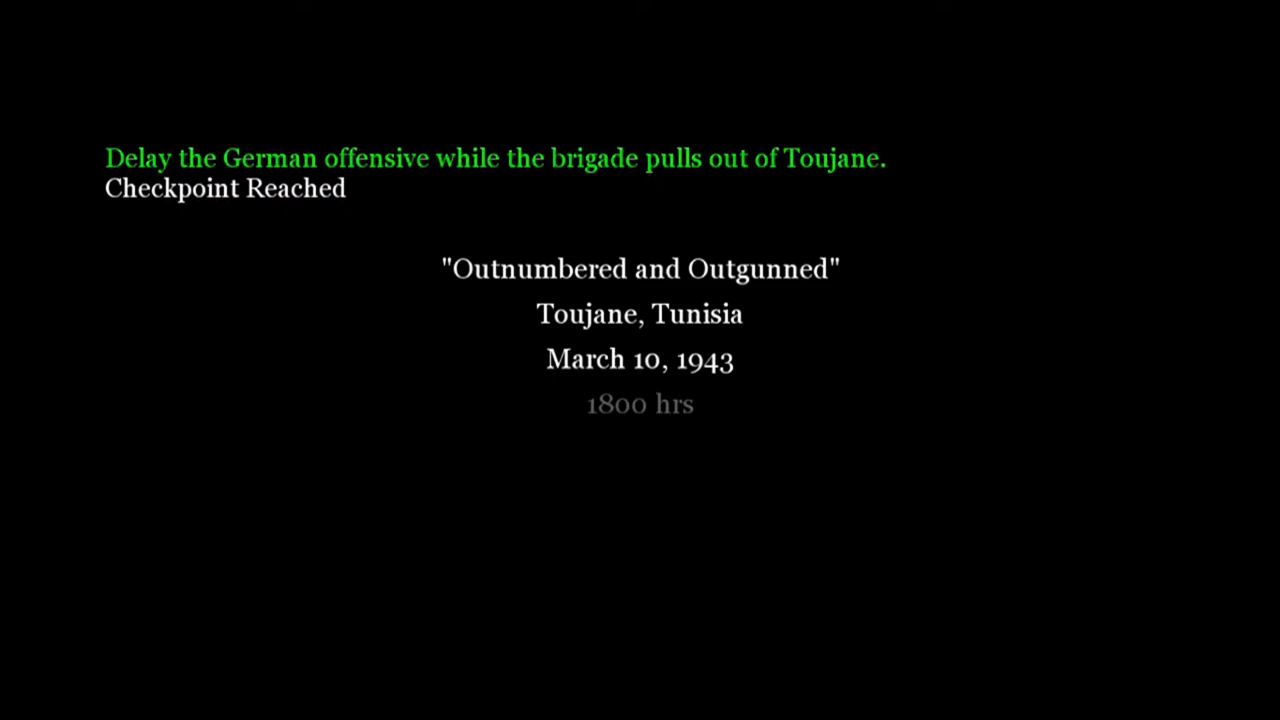 Delay the German offensive while the brigade pulls out of Toujane.
Checkpoint Reached
"Outnumbered and Outgunned"
Toujane, Tunisia
March 10, 1943
1800 hrs